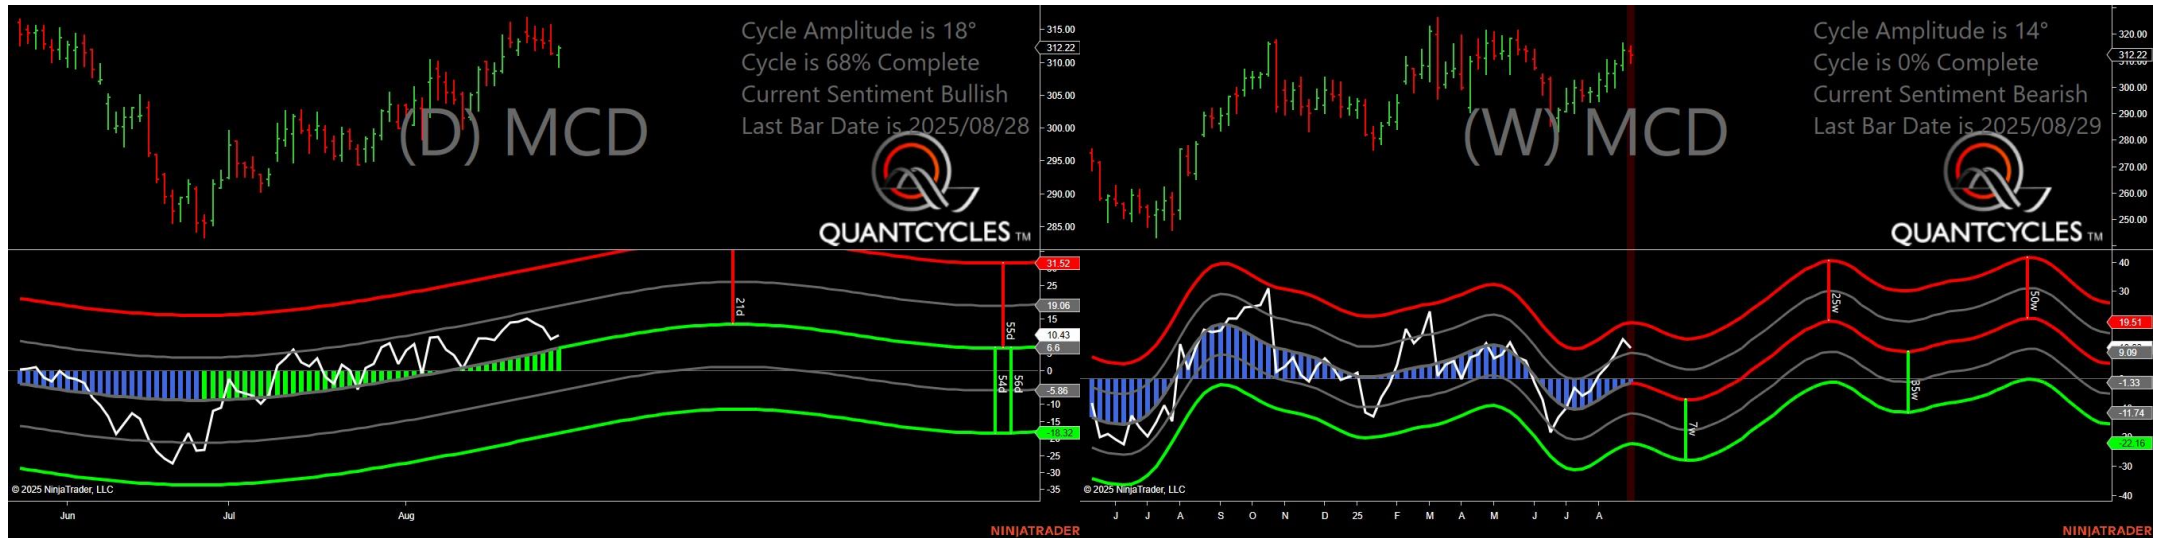 Cycle Amplitude is 18°
Cycle is 68% Complete
Current Sentiment Bullish
Last Bar Date is 2025/08/28
(D) MCD
QUANTCYCLES TM
315.00
312.22
310.00
305.00
300.00
295.00
290.00
285.00
31.52
25
19.06
15
10.43
6.6
0
-5.86
-10
-15
-18.32
-25
-30
-35
21d
55d
54d
56d
© 2025 NinjaTrader, LLC
Jun
Jul
Aug
NINJATRADER
Cycle Amplitude is 14°
Cycle is 0% Complete
Current Sentiment Bearish
Last Bar Date is 2025/08/29
(W) MCD
QUANTCYCLES TM
320.00
312.22
300.00
290.00
280.00
270.00
260.00
250.00
40
30
19.51
9.09
-1.33
-11.74
-22.16
-30
-40
25w
50w
7w
35w
© 2025 NinjaTrader, LLC
J J A S O N D 25 F M A M J J A
NINJATRADER